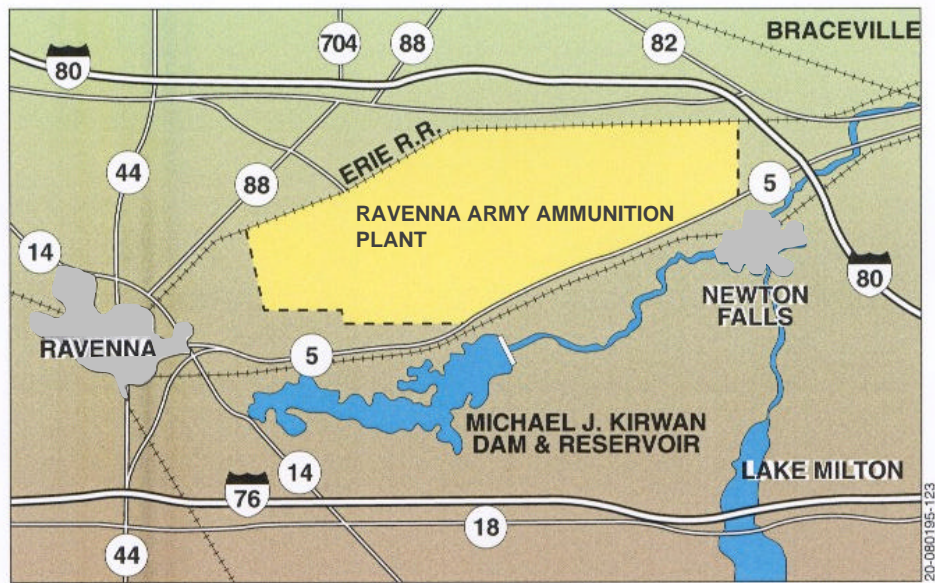 BRACEVILLE
80
704
88
82
44
ERIE R.R.
88
5
RAVENNA ARMY AMMUNITION
PLANT
14
80
NEWTON
FALLS
RAVENNA
5
MICHAEL J. KIRWAN
DAM & RESERVOIR
14
LAKE MILTON
76
18
44
20-080195-123